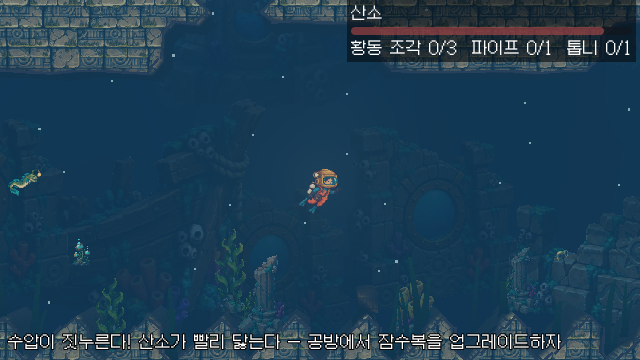 산소
황동 조각 0/3 파이프 0/1 톱니 0/1
수압이 짓누른다! 산소가 빨리 닳는다 – 공방에서 잠수복을 업그레이드하자